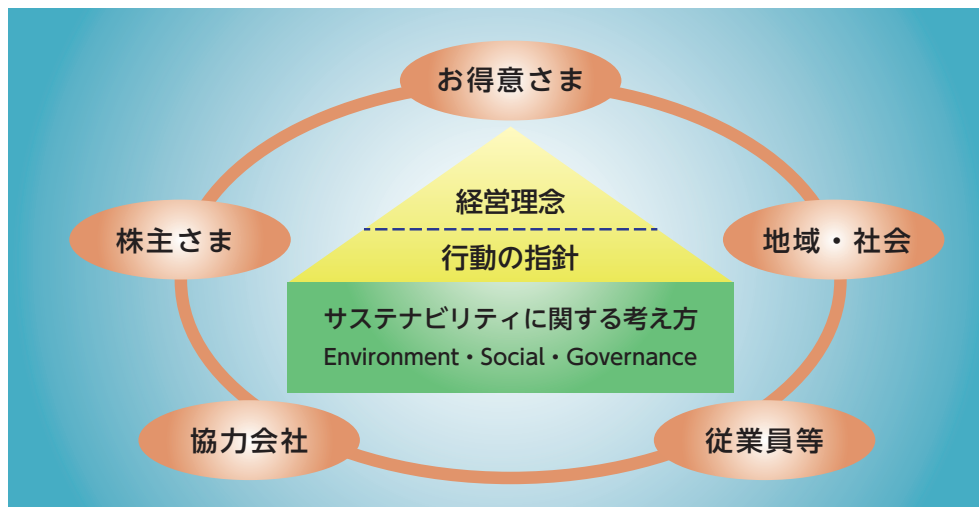 お得意さま
経営理念
株主さま
地域・社会
行動の指針
サステナビリティに関する考え方
Environment・Social・Governance
協力会社
従業員等